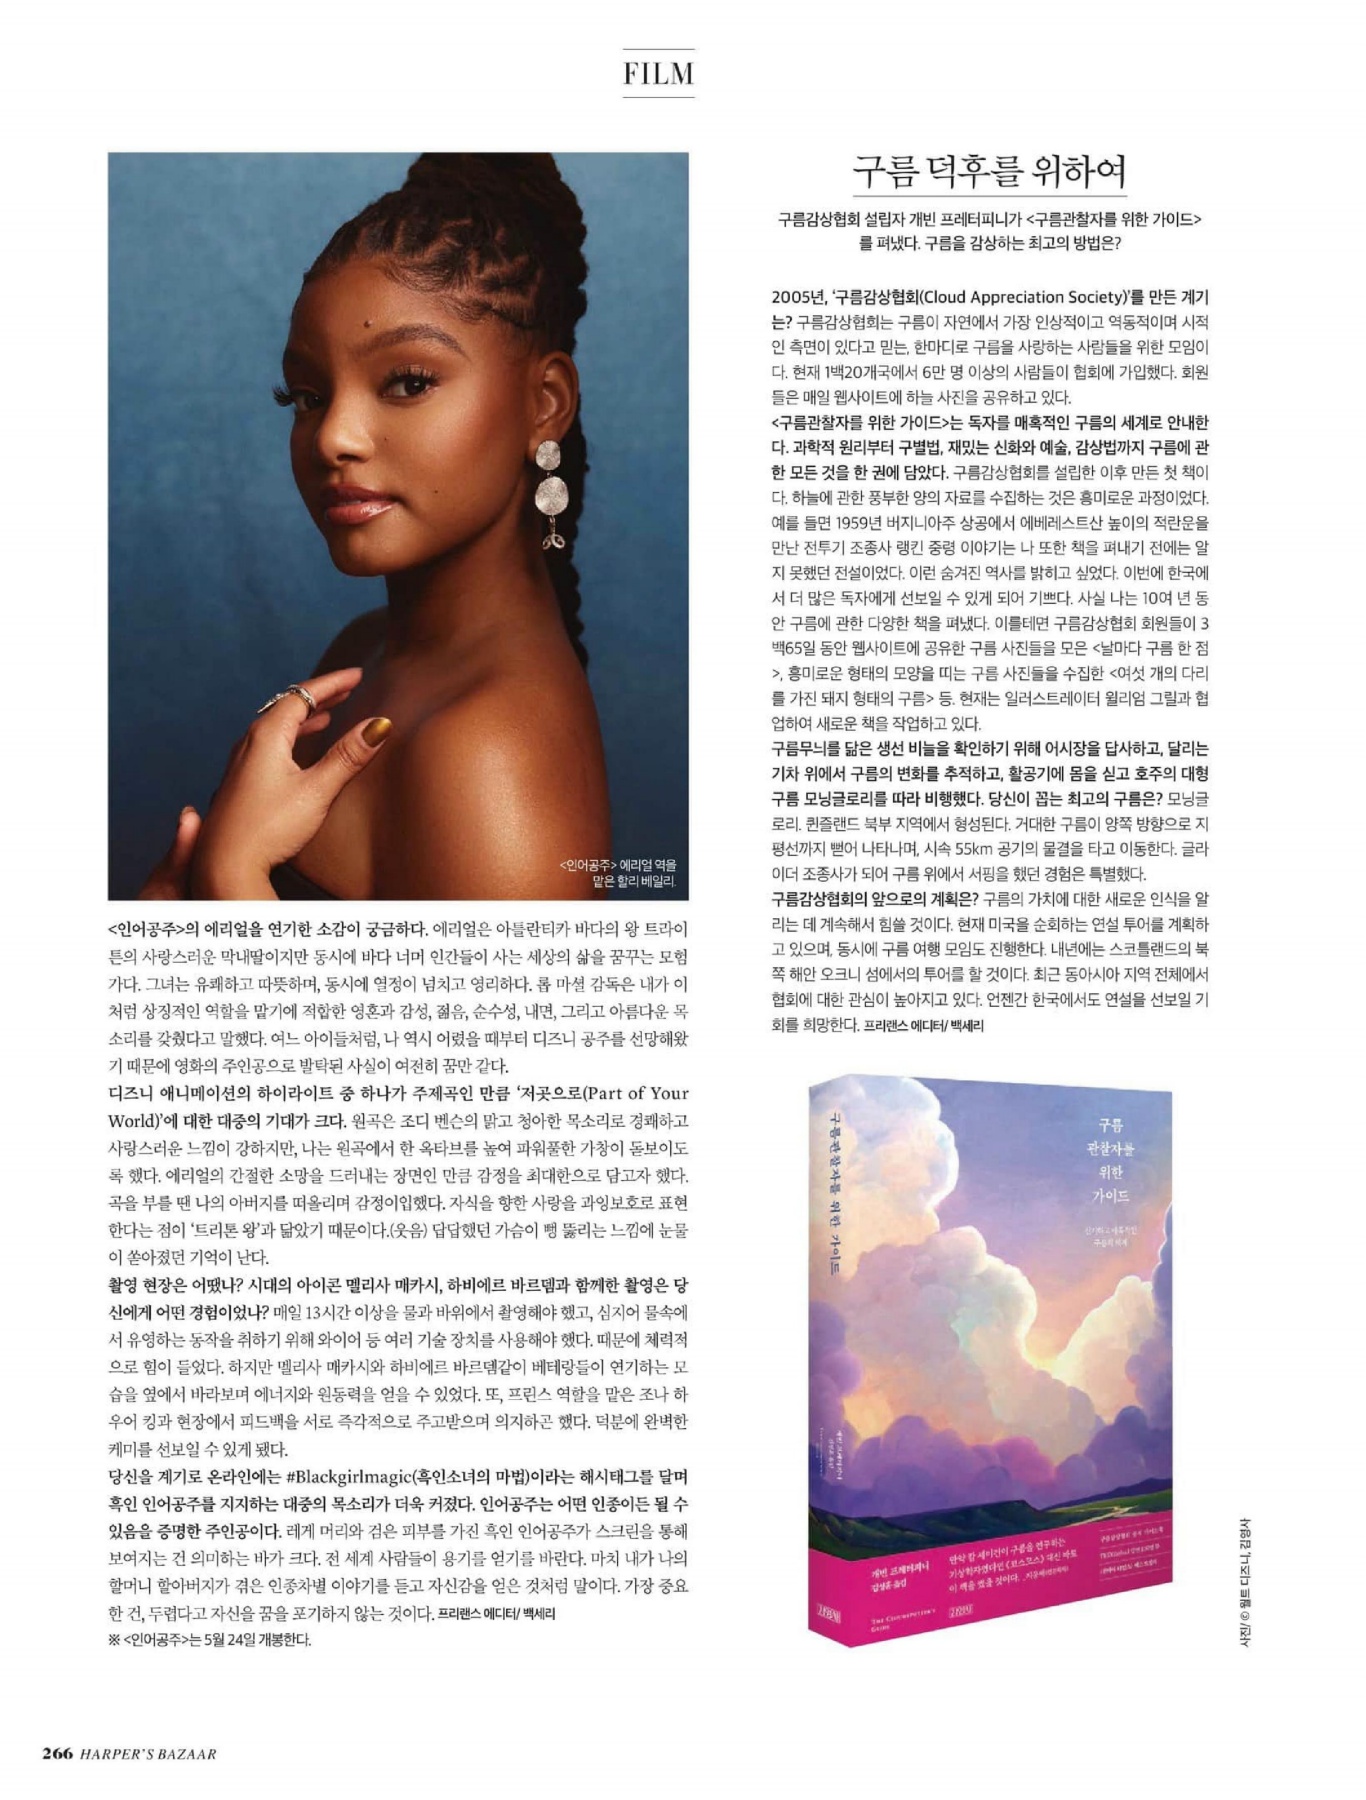 FILM
<인어공주> 에리얼 역을
맡은 할리 베일리.
<인어공주>의 에리얼을 연기한 소감이 궁금하다. 에리얼은 아틀란티카 바다의 왕 트라이
튼의 사랑스러운 막내딸이지만 동시에 바다 너머 인간들이 사는 세상의 삶을 꿈꾸는 모험
가다. 그녀는 유쾌하고 따뜻하며, 동시에 열정이 넘치고 영리하다. 롭 마셜 감독은 내가 이
처럼 상징적인 역할을 맡기에 적합한 영혼과 감성, 젊음, 순수성, 내면, 그리고 아름다운 목
소리를 갖췄다고 말했다. 여느 아이들처럼, 나 역시 어렸을 때부터 디즈니 공주를 선망해왔
기 때문에 영화의 주인공으로 발탁된 사실이 여전히 꿈만 같다.
디즈니 애니메이션의 하이라이트 중 하나가 주제곡인 만큼 ‘저곳으로(Part of Your
World)’에 대한 대중의 기대가 크다. 원곡은 조디 벤슨의 맑고 청아한 목소리로 경쾌하고
사랑스러운 느낌이 강하지만, 나는 원곡에서 한 옥타브를 높여 파워풀한 가창이 돋보이도
록 했다. 에리얼의 간절한 소망을 드러내는 장면인 만큼 감정을 최대한으로 담고자 했다.
곡을 부를 땐 나의 아버지를 떠올리며 감정이입했다. 자식을 향한 사랑을 과잉보호로 표현
한다는 점이 ‘트리톤 왕’과 닮았기 때문이다.(웃음) 답답했던 가슴이 뻥 뚫리는 느낌에 눈물
이 쏟아졌던 기억이 난다.
촬영 현장은 어땠나? 시대의 아이콘 멜리사 매카시, 하비에르 바르뎀과 함께한 촬영은 당
신에게 어떤 경험이었나? 매일 13시간 이상을 물과 바위에서 촬영해야 했고, 심지어 물속에
서 유영하는 동작을 취하기 위해 와이어 등 여러 기술 장치를 사용해야 했다. 때문에 체력적
으로 힘이 들었다. 하지만 멜리사 매카시와 하비에르 바르뎀같이 베테랑들이 연기하는 모
습을 옆에서 바라보며 에너지와 원동력을 얻을 수 있었다. 또, 프린스 역할을 맡은 조나 하
우어 킹과 현장에서 피드백을 서로 즉각적으로 주고받으며 의지하곤 했다. 덕분에 완벽한
케미를 선보일 수 있게 됐다.
당신을 계기로 온라인에는 #Blackgirlmagic(흑인소녀의 마법)이라는 해시태그를 달며
흑인 인어공주를 지지하는 대중의 목소리가 더욱 커졌다. 인어공주는 어떤 인종이든 될 수
있음을 증명한 주인공이다. 레게 머리와 검은 피부를 가진 흑인 인어공주가 스크린을 통해
보여지는 건 의미하는 바가 크다. 전 세계 사람들이 용기를 얻기를 바란다. 마치 내가 나의
할머니 할아버지가 겪은 인종차별 이야기를 듣고 자신감을 얻은 것처럼 말이다. 가장 중요
한 건, 두렵다고 자신을 꿈을 포기하지 않는 것이다. 프리랜스 에디터/ 백세리
※ <인어공주>는 5월 24일 개봉한다.
구름 덕후를 위하여
구름감상협회 설립자 개빈 프레터피니가 <구름관찰자를 위한 가이드>
를 펴냈다. 구름을 감상하는 최고의 방법은?
2005년, ‘구름감상협회(Cloud Appreciation Society)’를 만든 계기
는? 구름감상협회는 구름이 자연에서 가장 인상적이고 역동적이며 시적
인 측면이 있다고 믿는, 한마디로 구름을 사랑하는 사람들을 위한 모임이
다. 현재 1백20개국에서 6만 명 이상의 사람들이 협회에 가입했다. 회원
들은 매일 웹사이트에 하늘 사진을 공유하고 있다.
<구름관찰자를 위한 가이드>는 독자를 매혹적인 구름의 세계로 안내한
다. 과학적 원리부터 구별법, 재밌는 신화와 예술, 감상법까지 구름에 관
한 모든 것을 한 권에 담았다. 구름감상협회를 설립한 이후 만든 첫 책이
다. 하늘에 관한 풍부한 양의 자료를 수집하는 것은 흥미로운 과정이었다.
예를 들면 1959년 버지니아주 상공에서 에베레스트산 높이의 적란운을
만난 전투기 조종사 랭킨 중령 이야기는 나 또한 책을 펴내기 전에는 알
지 못했던 전설이었다. 이런 숨겨진 역사를 밝히고 싶었다. 이번에 한국에
서 더 많은 독자에게 선보일 수 있게 되어 기쁘다. 사실 나는 10여 년 동
안 구름에 관한 다양한 책을 펴냈다. 이를테면 구름감상협회 회원들이 3
백65일 동안 웹사이트에 공유한 구름 사진들을 모은 <날마다 구름 한 점
>, 흥미로운 형태의 모양을 띠는 구름 사진들을 수집한 <여섯 개의 다리
를 가진 돼지 형태의 구름> 등. 현재는 일러스트레이터 윌리엄 그릴과 협
업하여 새로운 책을 작업하고 있다.
구름무늬를 닮은 생선 비늘을 확인하기 위해 어시장을 답사하고, 달리는
기차 위에서 구름의 변화를 추적하고, 활공기에 몸을 싣고 호주의 대형
구름 모닝글로리를 따라 비행했다. 당신이 꼽는 최고의 구름은? 모닝글
로리. 퀸즐랜드 북부 지역에서 형성된다. 거대한 구름이 양쪽 방향으로 지
평선까지 뻗어 나타나며, 시속 55km 공기의 물결을 타고 이동한다. 글라
이더 조종사가 되어 구름 위에서 서핑을 했던 경험은 특별했다.
구름감상협회의 앞으로의 계획은? 구름의 가치에 대한 새로운 인식을 알
리는 데 계속해서 힘쓸 것이다. 현재 미국을 순회하는 연설 투어를 계획하
고 있으며, 동시에 구름 여행 모임도 진행한다. 내년에는 스코틀랜드의 북
쪽 해안 오크니 섬에서의 투어를 할 것이다. 최근 동아시아 지역 전체에서
협회에 대한 관심이 높아지고 있다. 언젠간 한국에서도 연설을 선보일 기
회를 희망한다. 프리랜스 에디터/ 백세리
구름관찰자를 위한 가이드
구름
관찰자를
위한
가이드
개빈 프레터피니
김성훈 옮김
THE CLOUDSPOTTER'S
GUIDE
김영사
김영사
사진/ © 월트 디즈니, 김영사
266 HARPER'S BAZAAR